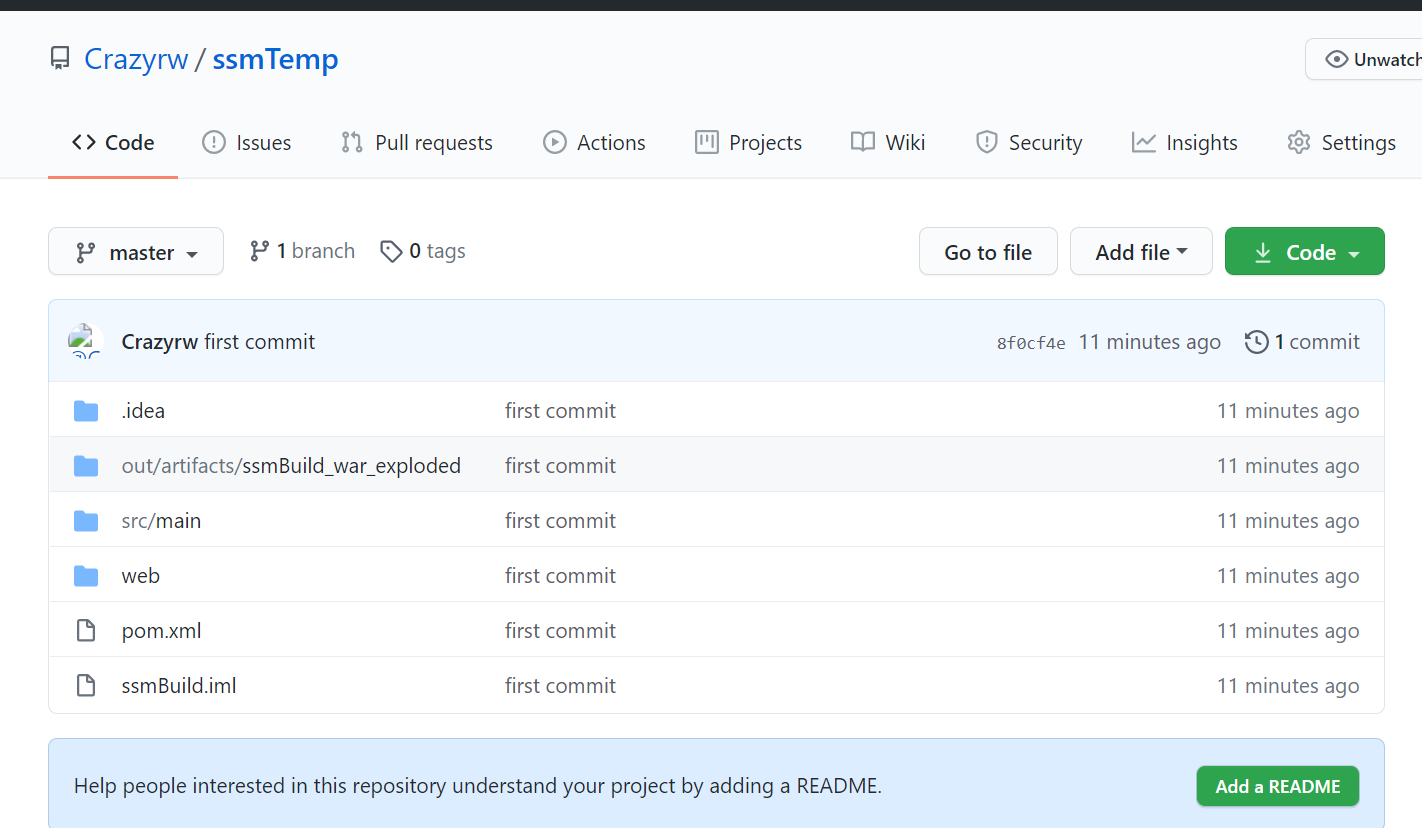 Crazyrw / ssmTemp
Unwatch
Code Issues Pull requests Actions Projects Wiki Security Insights Settings
master 1 branch 0 tags Go to file Add file Code
Crazyrw first commit 8f0cf4e 11 minutes ago 1 commit
.idea first commit 11 minutes ago
out/artifacts/ssmBuild_war_exploded first commit 11 minutes ago
src/main first commit 11 minutes ago
web first commit 11 minutes ago
pom.xml first commit 11 minutes ago
ssmBuild.iml first commit 11 minutes ago
Help people interested in this repository understand your project by adding a README. Add a README